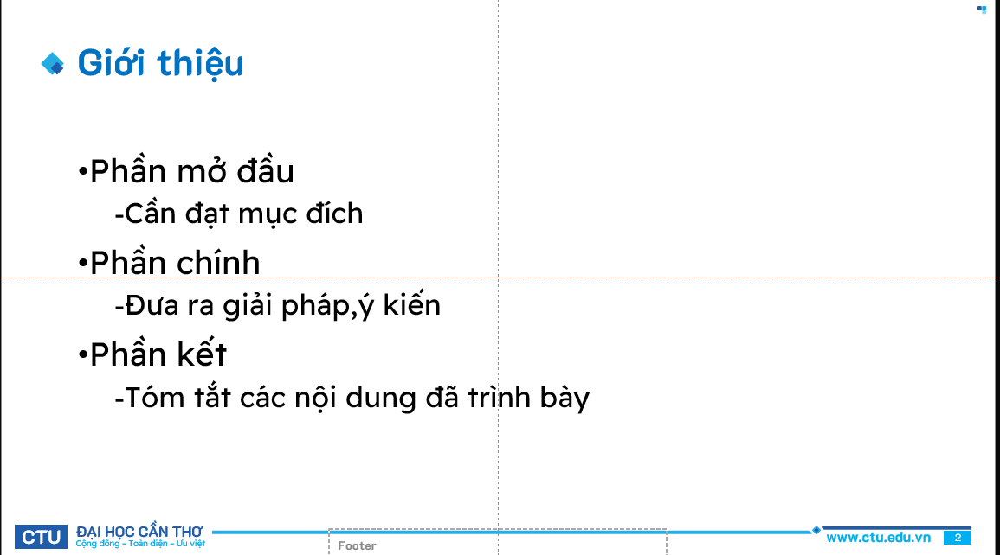 Giới thiệu
•Phần mở đầu
-Cần đạt mục đích
•Phần chính
-Đưa ra giải pháp,ý kiến
•Phần kết
-Tóm tắt các nội dung đã trình bày
CTU
ĐẠI HỌC CẦN THƠ
Cộng đồng – Toàn diện – Ưu việt
Footer
www.ctu.edu.vn
2